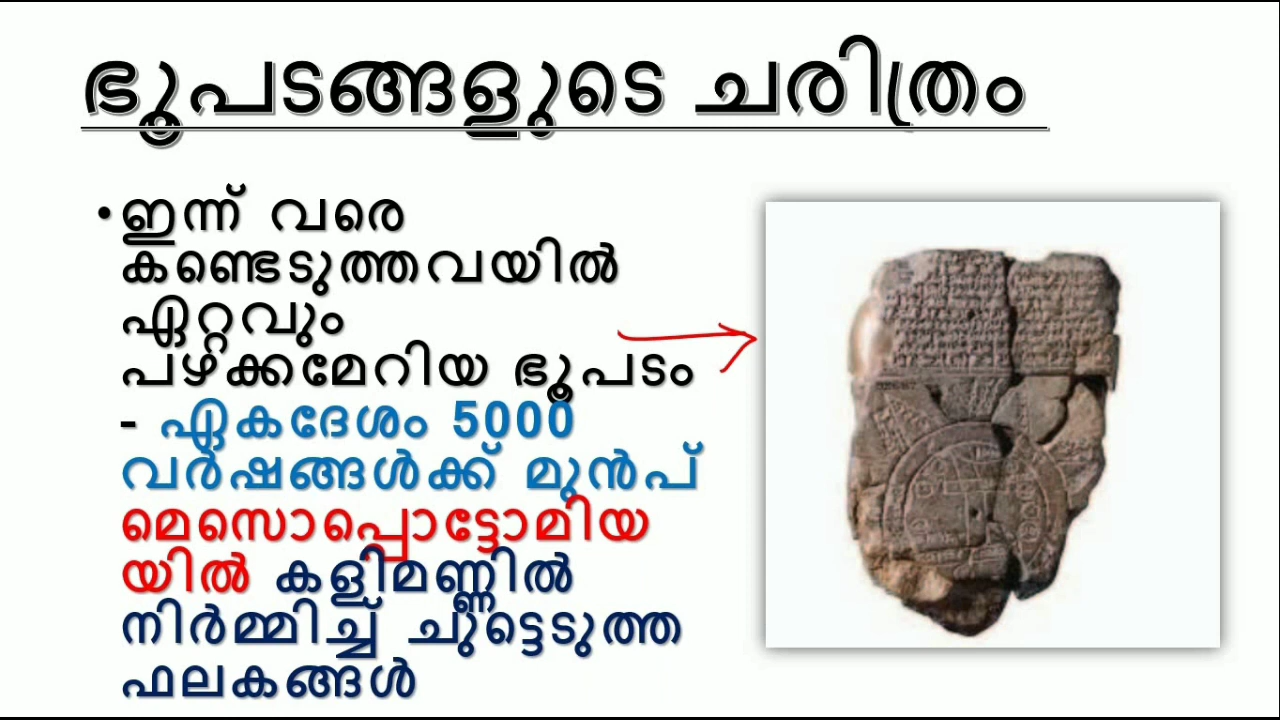 ഭൂപടങ്ങളുടെ ചരിത്രം
•ഇന്ന് വരെ
കണ്ടെടുത്തവയിൽ
ഏറ്റവും
പഴക്കമേറിയ ഭൂപടം
- ഏകദേശം 5000
വർഷങ്ങൾക്ക് മുൻപ്
മെസൊപ്പൊട്ടോമിയ
യിൽ കളിമണ്ണിൽ
നിർമ്മിച്ച് ചുട്ടെടുത്ത
ഫലകങ്ങൾ